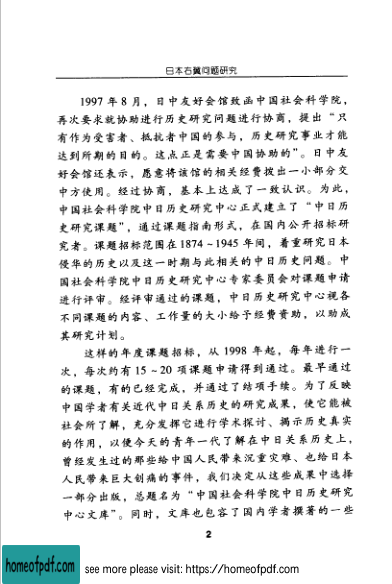 日本右翼问题研究
1997 年 8 月，日中友好会馆致函中国社会科学院，
再次要求就协助进行历史研究问题进行协商，提出“只
有作为受害者、抵抗者中国的参与，历史研究事业才能
达到所期的目的。这点正是需要中国协助的”。日中友
好会馆还表示，愿意将该馆的相关经费拨出一小部分交
中方使用。经过协商，基本上达成了一致认识。为此，
中国社会科学院中日历史研究中心正式建立了“中日历
史研究课题”，通过课题指南形式，在国内公开招标研
究者。课题招标范围在1874～1945 年间，着重研究日本
侵华的历史以及这一时期与此相关的中日历史问题。中
国社会科学院中日历史研究中心专家委员会对课题申请
进行评审。经评审通过的课题，中日历史研究中心视各
不同课题的内容、工作量的大小给予经费资助，以助成
其研究计划。
这样的年度课题招标，从 1998 年起，每年进行一
次，每次约有 15～20 项课题申请得到通过。最早通过
的课题，有的已经完成，并通过了结项手续。为了反映
中国学者有关近代中日关系历史的研究成果，使它能被
社会所了解，充分发挥它进行学术探讨、揭示历史真实
的作用，以便今天的青年一代了解在中日关系历史上，
曾经发生过的那些给中国人民带来沉重灾难、也给日本
人民带来巨大创痛的事件，我们决定从这些成果中选择
一部分出版，总题名为“中国社会科学院中日历史研究
中心文库”。同时，文库也包容了国内学者撰著的一些
2
homeofpdf.com
see more please visit: https://homeofpdf.com